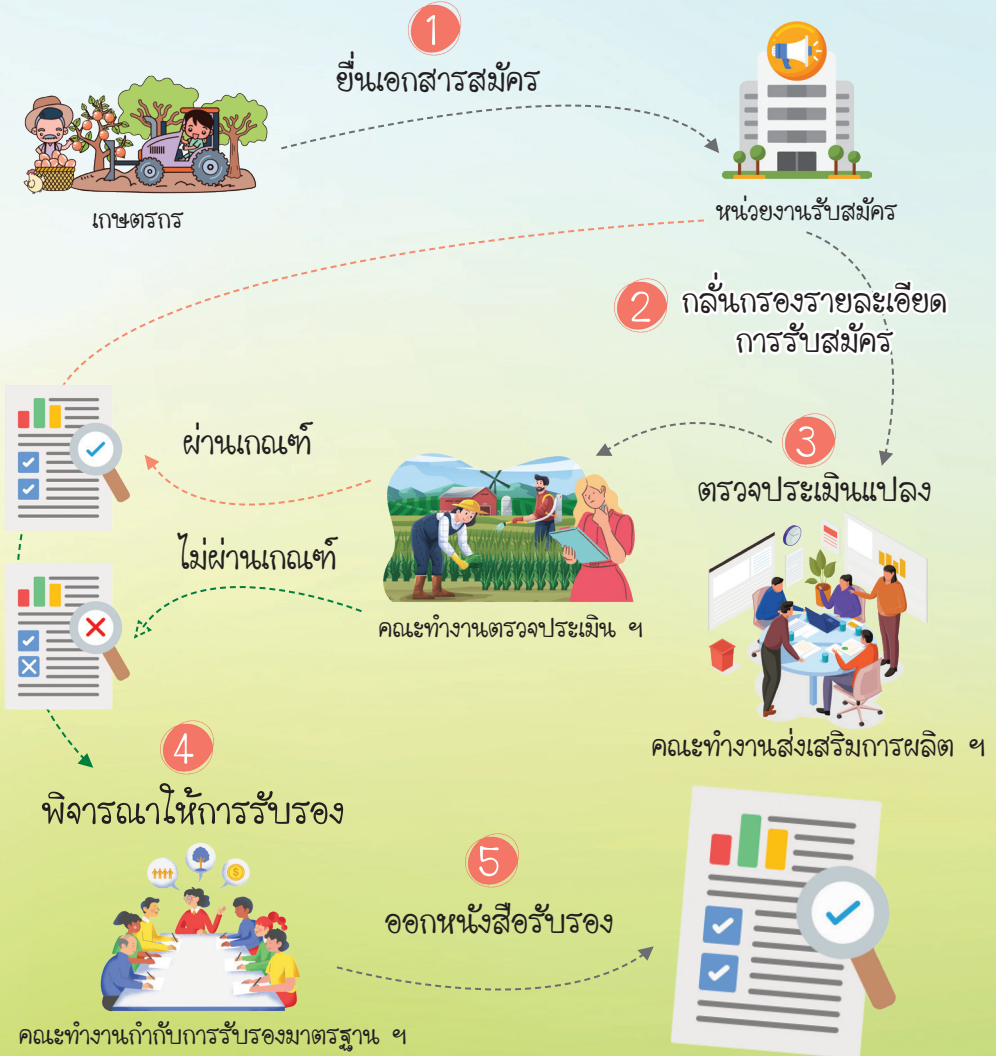 1
ยื่นเอกสารสมัคร
เกษตรกร
หน่วยงานรับสมัคร
2
กลั่นกรองรายละเอียด
การรับสมัคร
3
ตรวจประเมินแปลง
ผ่านเกณฑ์
ไม่ผ่านเกณฑ์
คณะทำงานตรวจประเมิน ฯ
คณะทำงานส่งเสริมการผลิต ฯ
4
พิจารณาให้การรับรอง
5
ออกหนังสือรับรอง
คณะทำงานกำกับการรับรองมาตรฐาน ฯ